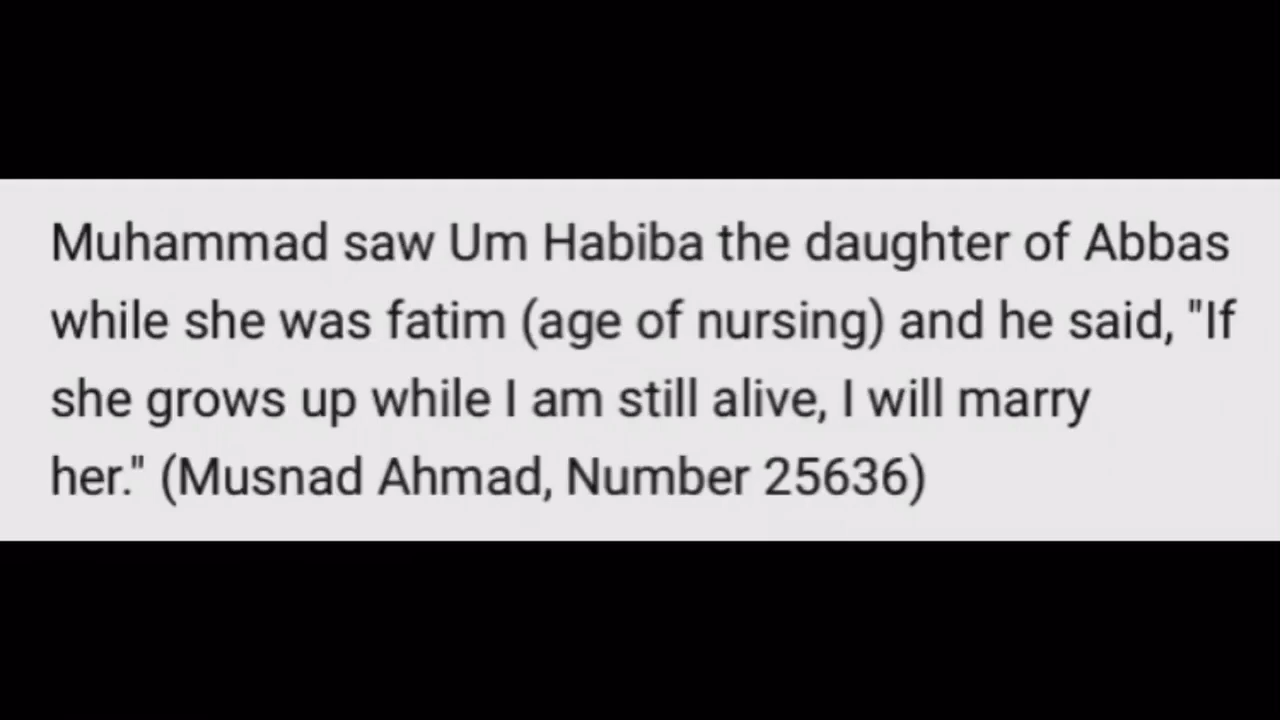 Muhammad saw Um Habiba the daughter of Abbas
while she was fatim (age of nursing) and he said, "If
she grows up while I am still alive, I will marry
her." (Musnad Ahmad, Number 25636)